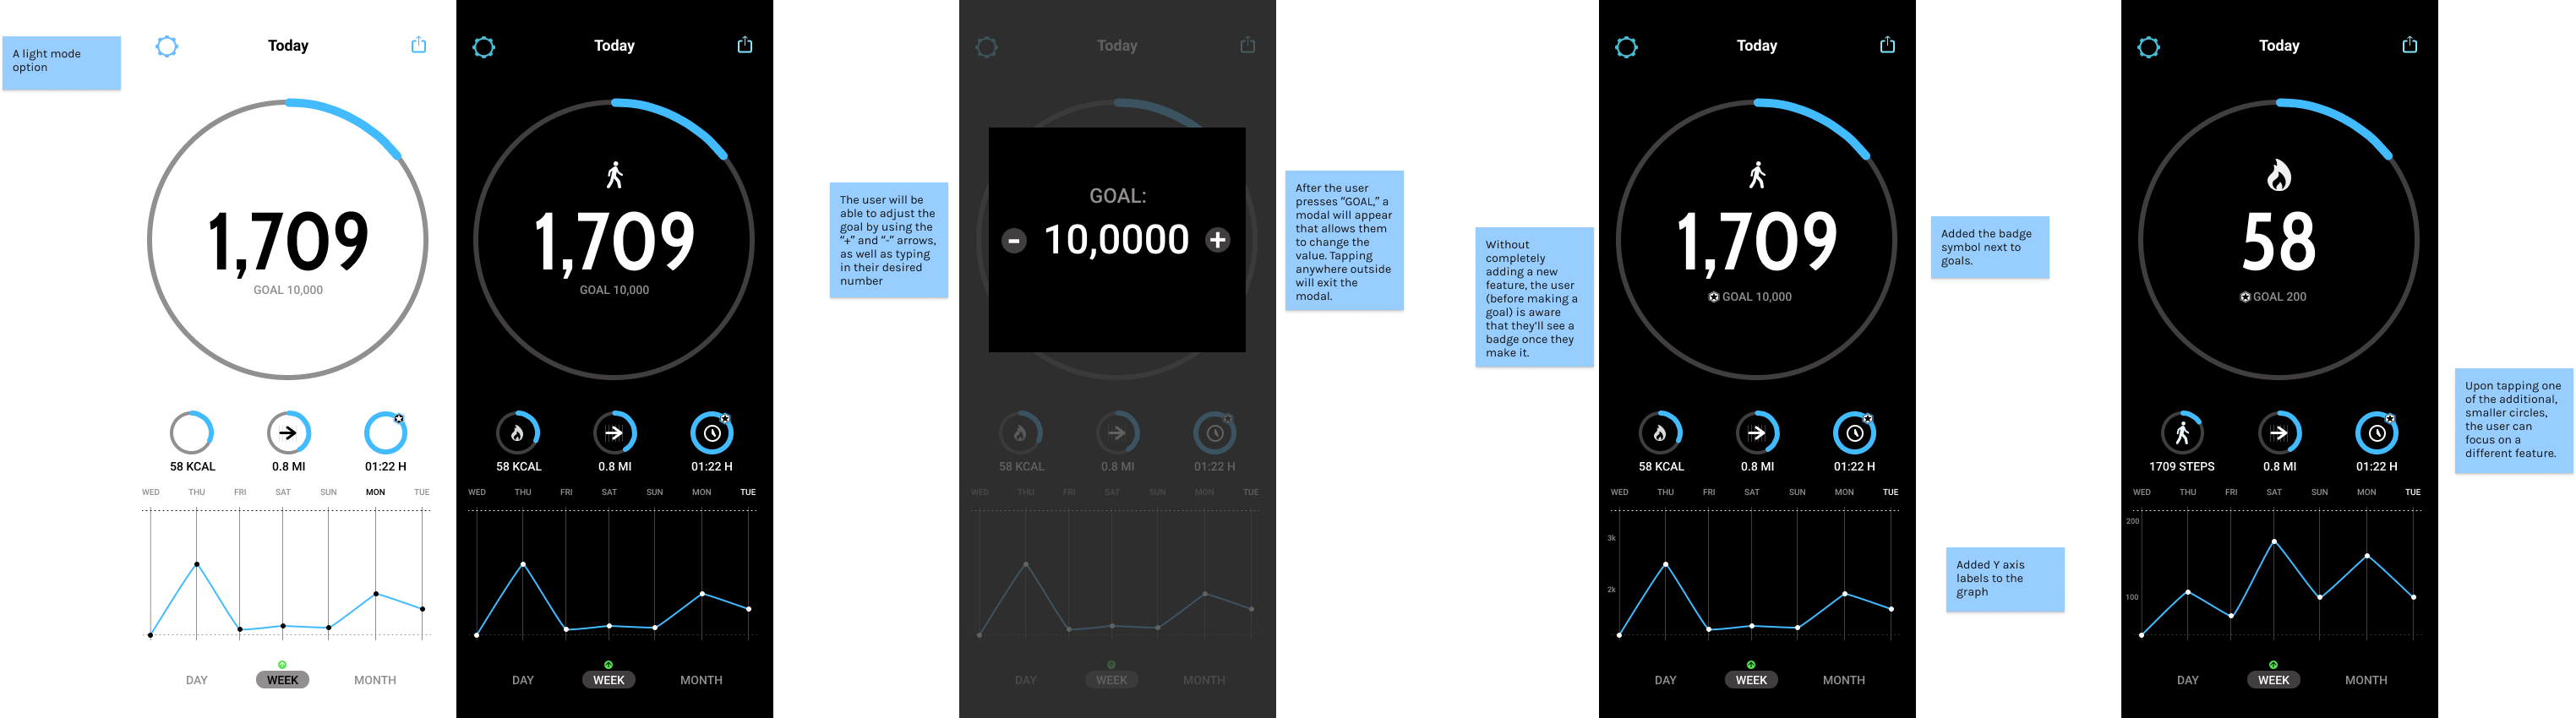 A light mode
option
Today
1,709
GOAL 10,000
58 KCAL
0.8 MI
01:22 H
WED THU FRI SAT SUN MON TUE
DAY WEEK MONTH
Today
1,709
GOAL 10,000
58 KCAL
0.8 MI
01:22 H
WED THU FRI SAT SUN MON TUE
DAY WEEK MONTH
The user will be
able to adjust the
goal by using the
"+" and "-" arrows,
as well as typing
in their desired
number
Today
GOAL:
- 10,0000 +
58 KCAL
0.8 MI
01:22 H
WED THU FRI SAT SUN MON TUE
DAY WEEK MONTH
After the user
presses "GOAL," a
modal will appear
that allows them
to change the
value. Tapping
anywhere outside
will exit the
modal.
Without
completely
adding a new
feature, the user
(before making a
goal) is aware
that they'll see a
badge once they
make it.
Today
1,709
GOAL 10,000
58 KCAL
0.8 MI
01:22 H
WED THU FRI SAT SUN MON TUE
3k
2k
DAY WEEK MONTH
Added the badge
symbol next to
goals.
Added Y axis
labels to the
graph
Today
58
GOAL 200
1709 STEPS
0.8 MI
01:22 H
WED THU FRI SAT SUN MON TUE
200
100
DAY WEEK MONTH
Upon tapping one
of the additional,
smaller circles,
the user can
focus on a
different feature.